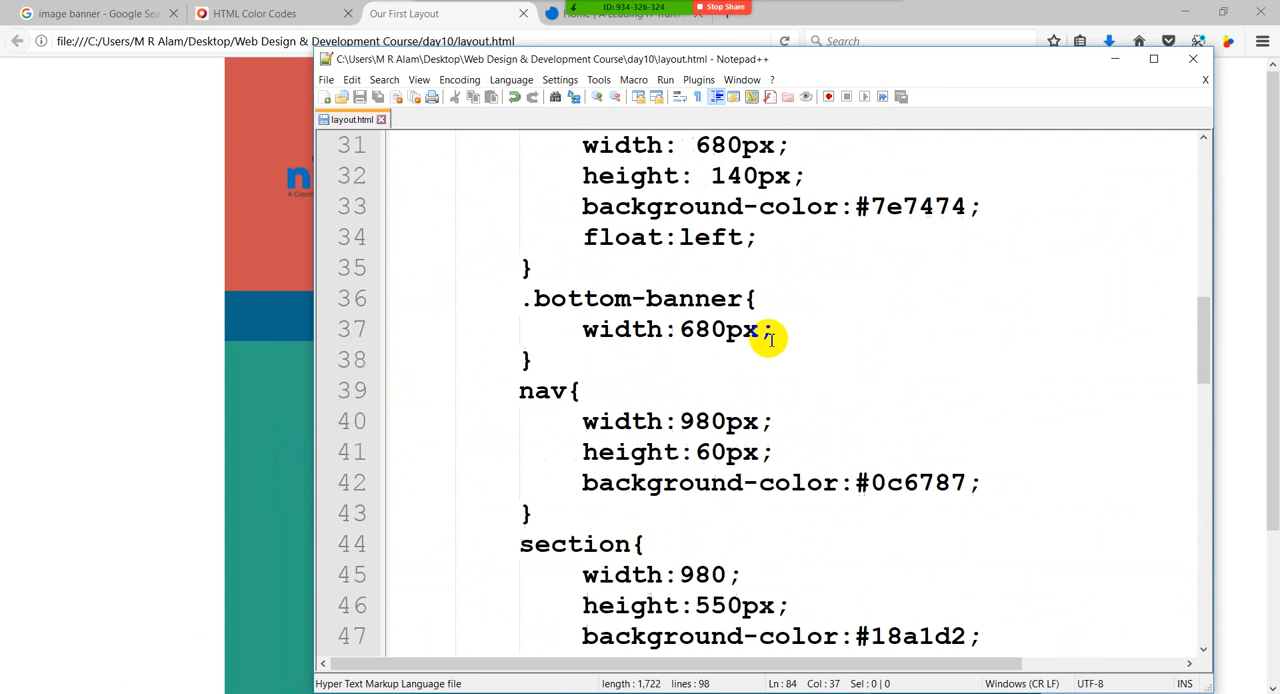 image banner - Google Sea
HTML Color Codes
Our First Layout
ID: 934-326-324
Stop Share
file:///C:/Users/M R Alam/Desktop/Web Design & Development Course/day10/layout.html
Search
C:\Users\M R Alam\Desktop\Web Design & Development Course\day10\layout.html - Notepad++
File Edit Search View Encoding Language Settings Tools Macro Run Plugins Window ? X
layout.html
31 width: 680px;
32 height: 140px;
33 background-color:#7e7474;
34 float:left;
35 }
36 .bottom-banner{
37 width:680px;
38 }
39 nav{
40 width:980px;
41 height:60px;
42 background-color:#0c6787;
43 }
44 section{
45 width:980;
46 height:550px;
47 background-color:#18a1d2;
Hyper Text Markup Language file length : 1,722 lines : 98 Ln : 84 Col : 37 Sel : 0 | 0 Windows (CR LF) UTF-8 INS